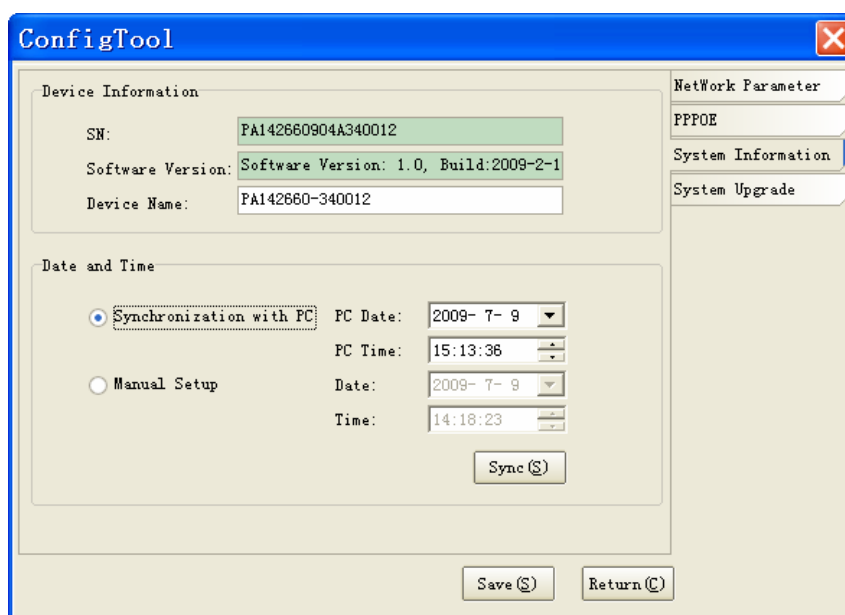 ConfigTool
Device Information
SN: PA142660904A340012
Software Version: Software Version: 1.0, Build:2009-2-1
Device Name: PA142660-340012
Date and Time
Synchronization with PC PC Date: 2009- 7- 9
PC Time: 15:13:36
Manual Setup Date: 2009- 7- 9
Time: 14:18:23
Sync(S)
NetWork Parameter
PPPOE
System Information
System Upgrade
Save(S) Return(C)